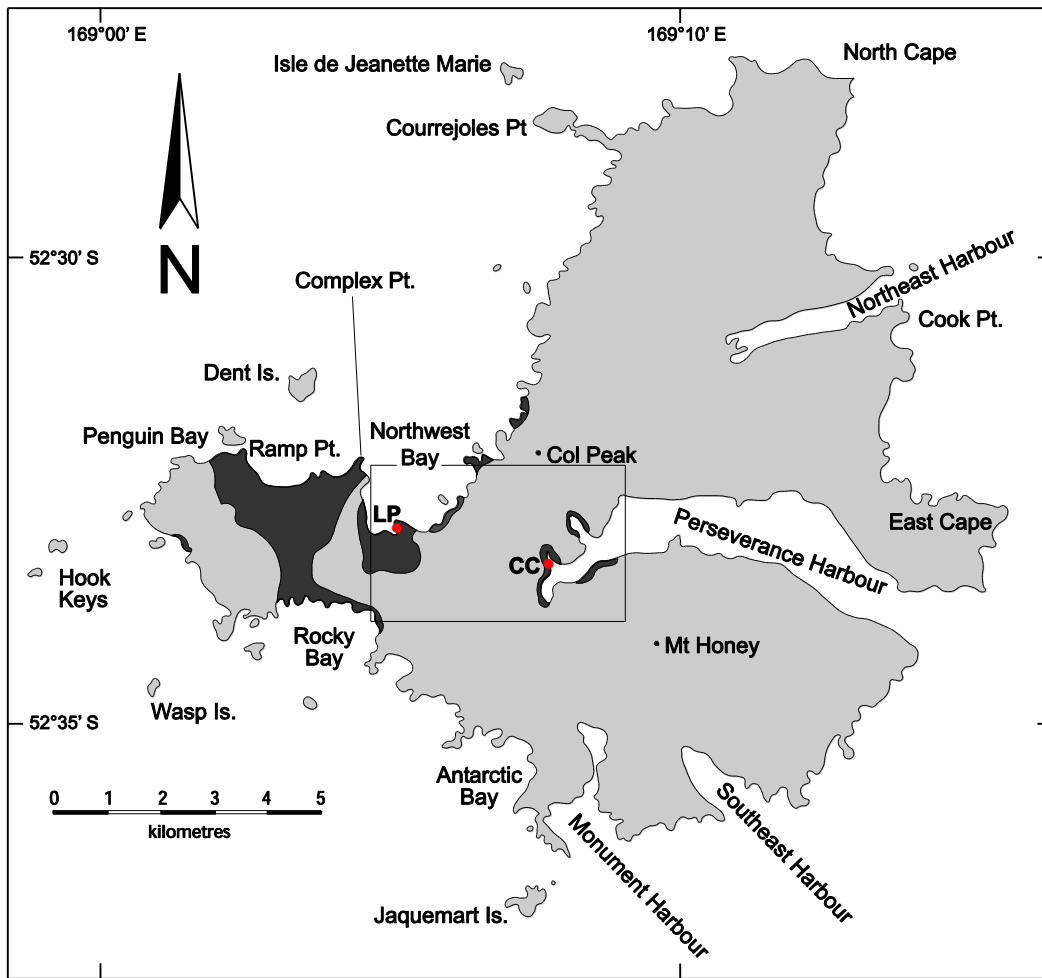 169°00' E
169°10' E
North Cape
Isle de Jeanette Marie
Courrejoles Pt
N
52°30' S
Complex Pt.
Northeast Harbour
Cook Pt.
Dent Is.
Penguin Bay
Ramp Pt.
Northwest
Bay
Col Peak
LP
East Cape
Perseverance Harbour
CC
Hook
Keys
Rocky
Bay
Mt Honey
Wasp Is.
52°35' S
Antarctic
Bay
0 1 2 3 4 5
kilometres
Southeast Harbour
Monument Harbour
Jaquemart Is.